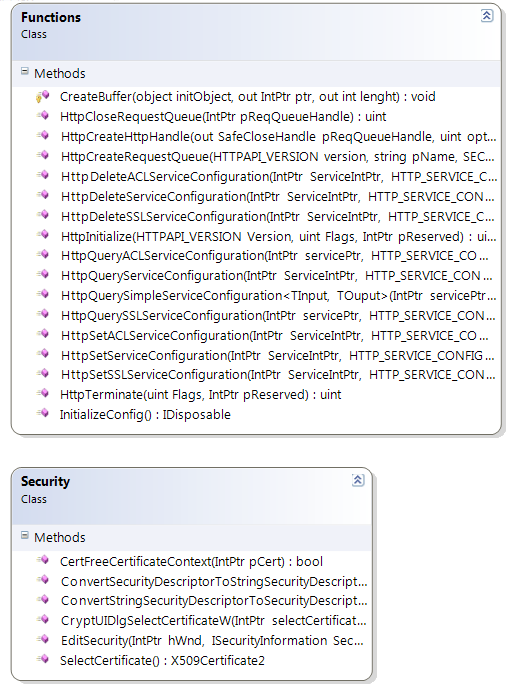 Functions
Class
Methods
CreateBuffer(object initObject, out IntPtr ptr, out int lenght) : void
HttpCloseRequestQueue(IntPtr pReqQueueHandle) : uint
HttpCreateHttpHandle(out SafeCloseHandle pReqQueueHandle, uint opt...
HttpCreateRequestQueue(HTTPAPI_VERSION version, string pName, SEC...
HttpDeleteACLServiceConfiguration(IntPtr ServiceIntPtr, HTTP_SERVICE_C...
HttpDeleteServiceConfiguration(IntPtr ServiceIntPtr, HTTP_SERVICE_CON...
HttpDeleteSSLServiceConfiguration(IntPtr ServiceIntPtr, HTTP_SERVICE_C...
HttpInitialize(HTTPAPI_VERSION Version, uint Flags, IntPtr pReserved) : ui...
HttpQueryACLServiceConfiguration(IntPtr servicePtr, HTTP_SERVICE_CO...
HttpQueryServiceConfiguration(IntPtr ServiceIntPtr, HTTP_SERVICE_CON...
HttpQuerySimpleServiceConfiguration<TInput, TOuput>(IntPtr servicePtr...
HttpQuerySSLServiceConfiguration(IntPtr servicePtr, HTTP_SERVICE_CON...
HttpSetACLServiceConfiguration(IntPtr ServiceIntPtr, HTTP_SERVICE_CO...
HttpSetServiceConfiguration(IntPtr ServiceIntPtr, HTTP_SERVICE_CONFIG...
HttpSetSSLServiceConfiguration(IntPtr ServiceIntPtr, HTTP_SERVICE_CON...
HttpTerminate(uint Flags, IntPtr pReserved) : uint
InitializeConfig() : IDisposable
Security
Class
Methods
CertFreeCertificateContext(IntPtr pCert) : bool
ConvertSecurityDescriptorToStringSecurityDescript...
ConvertStringSecurityDescriptorToSecurityDescript...
CryptUIDlgSelectCertificateW(IntPtr selectCertificat...
EditSecurity(IntPtr hWnd, ISecurityInformation Sec...
SelectCertificate() : X509Certificate2